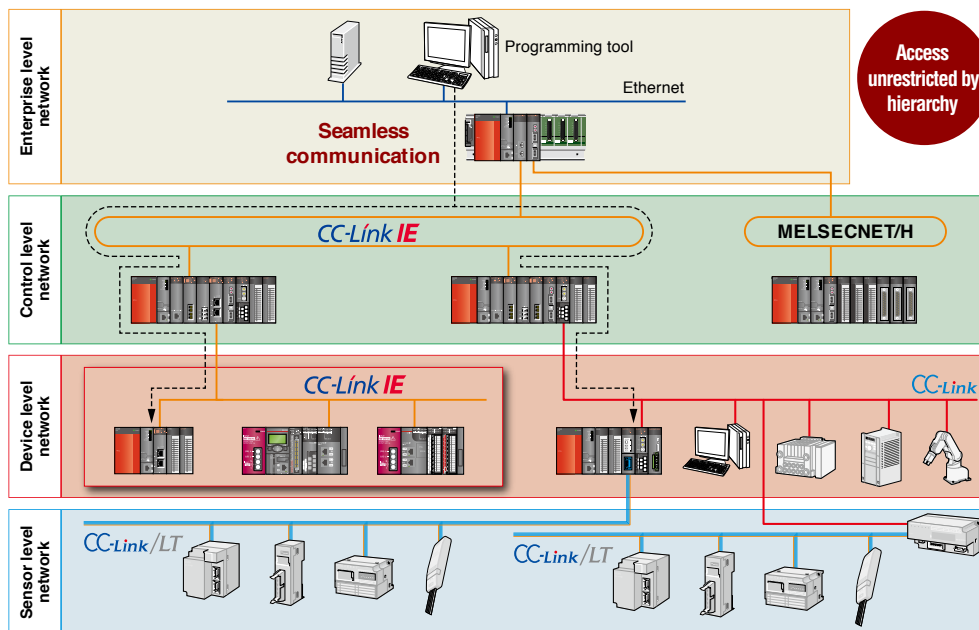 Enterprise level
network
Programming tool
Ethernet
Seamless
communication
Access
unrestricted by
hierarchy
Control level
network
CC-Link IE
MELSECNET/H
Device level
network
CC-Link IE
CC-Link
Sensor level
network
CC-Link/LT
CC-Link/LT